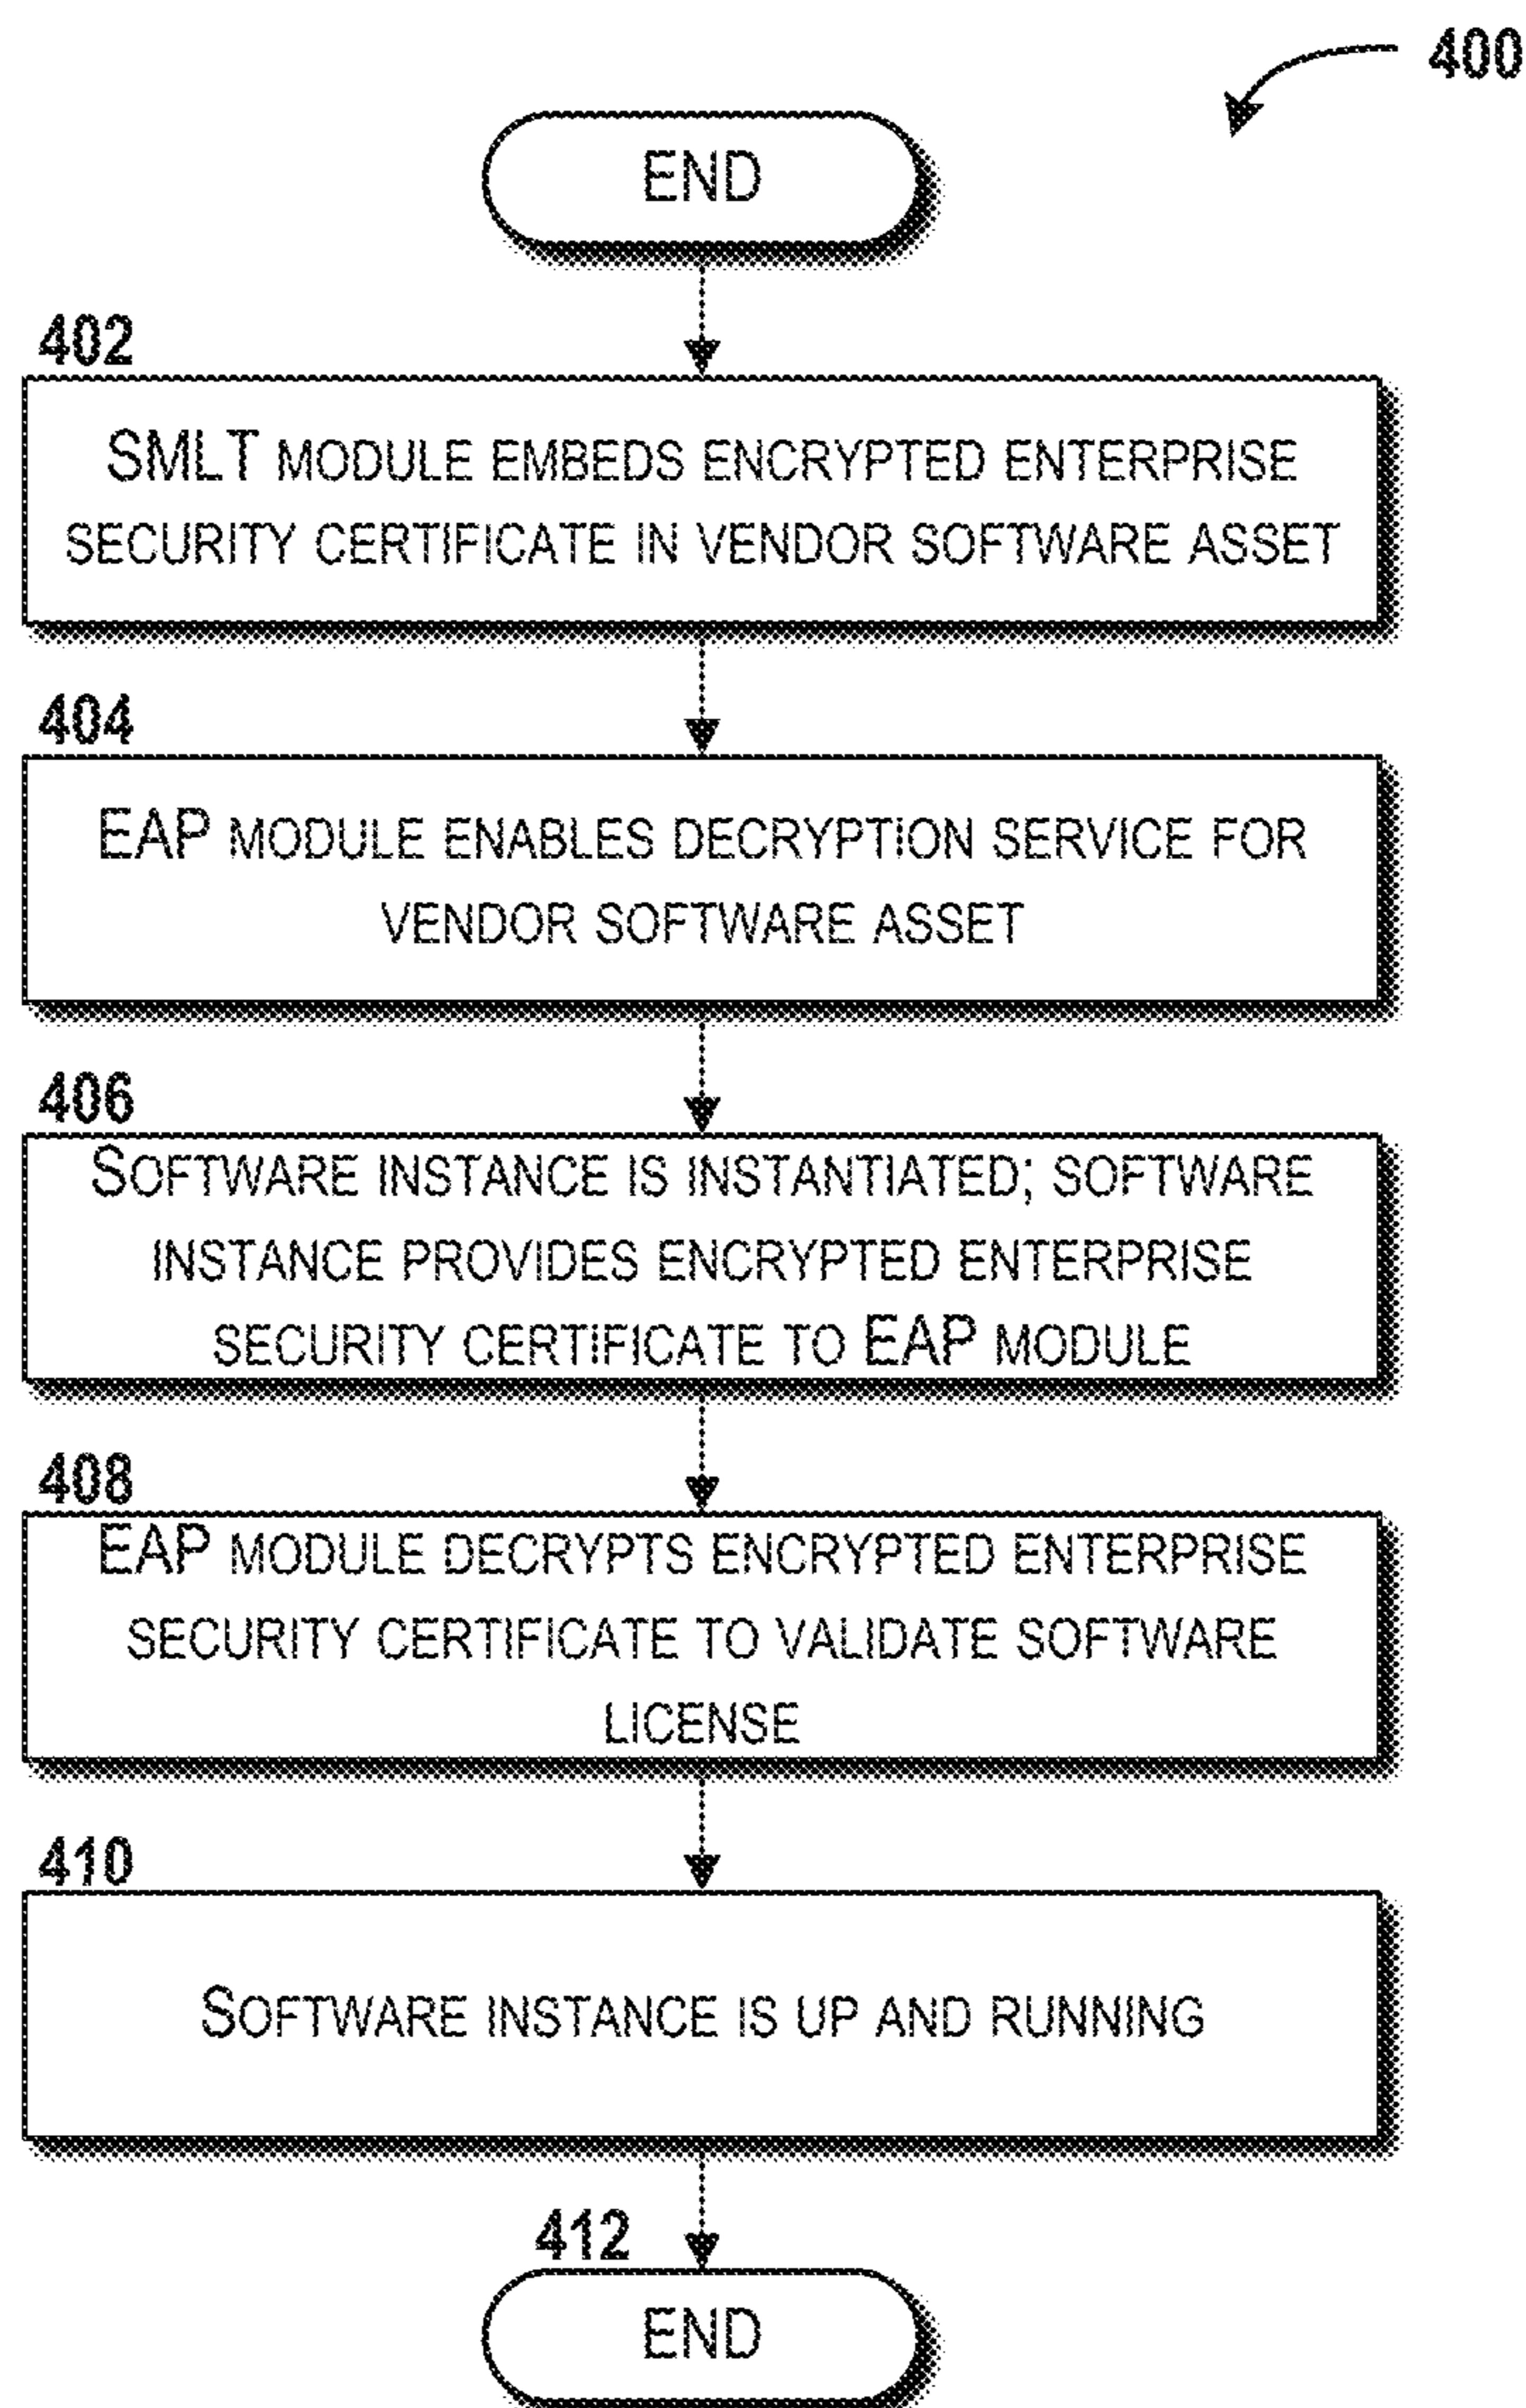 400
END
402
SMLT MODULE EMBEDS ENCRYPTED ENTERPRISE
SECURITY CERTIFICATE IN VENDOR SOFTWARE ASSET
404
EAP MODULE ENABLES DECRYPTION SERVICE FOR
VENDOR SOFTWARE ASSET
406
SOFTWARE INSTANCE IS INSTANTIATED; SOFTWARE
INSTANCE PROVIDES ENCRYPTED ENTERPRISE
SECURITY CERTIFICATE TO EAP MODULE
408
EAP MODULE DECRYPTS ENCRYPTED ENTERPRISE
SECURITY CERTIFICATE TO VALIDATE SOFTWARE
LICENSE
410
SOFTWARE INSTANCE IS UP AND RUNNING
412
END